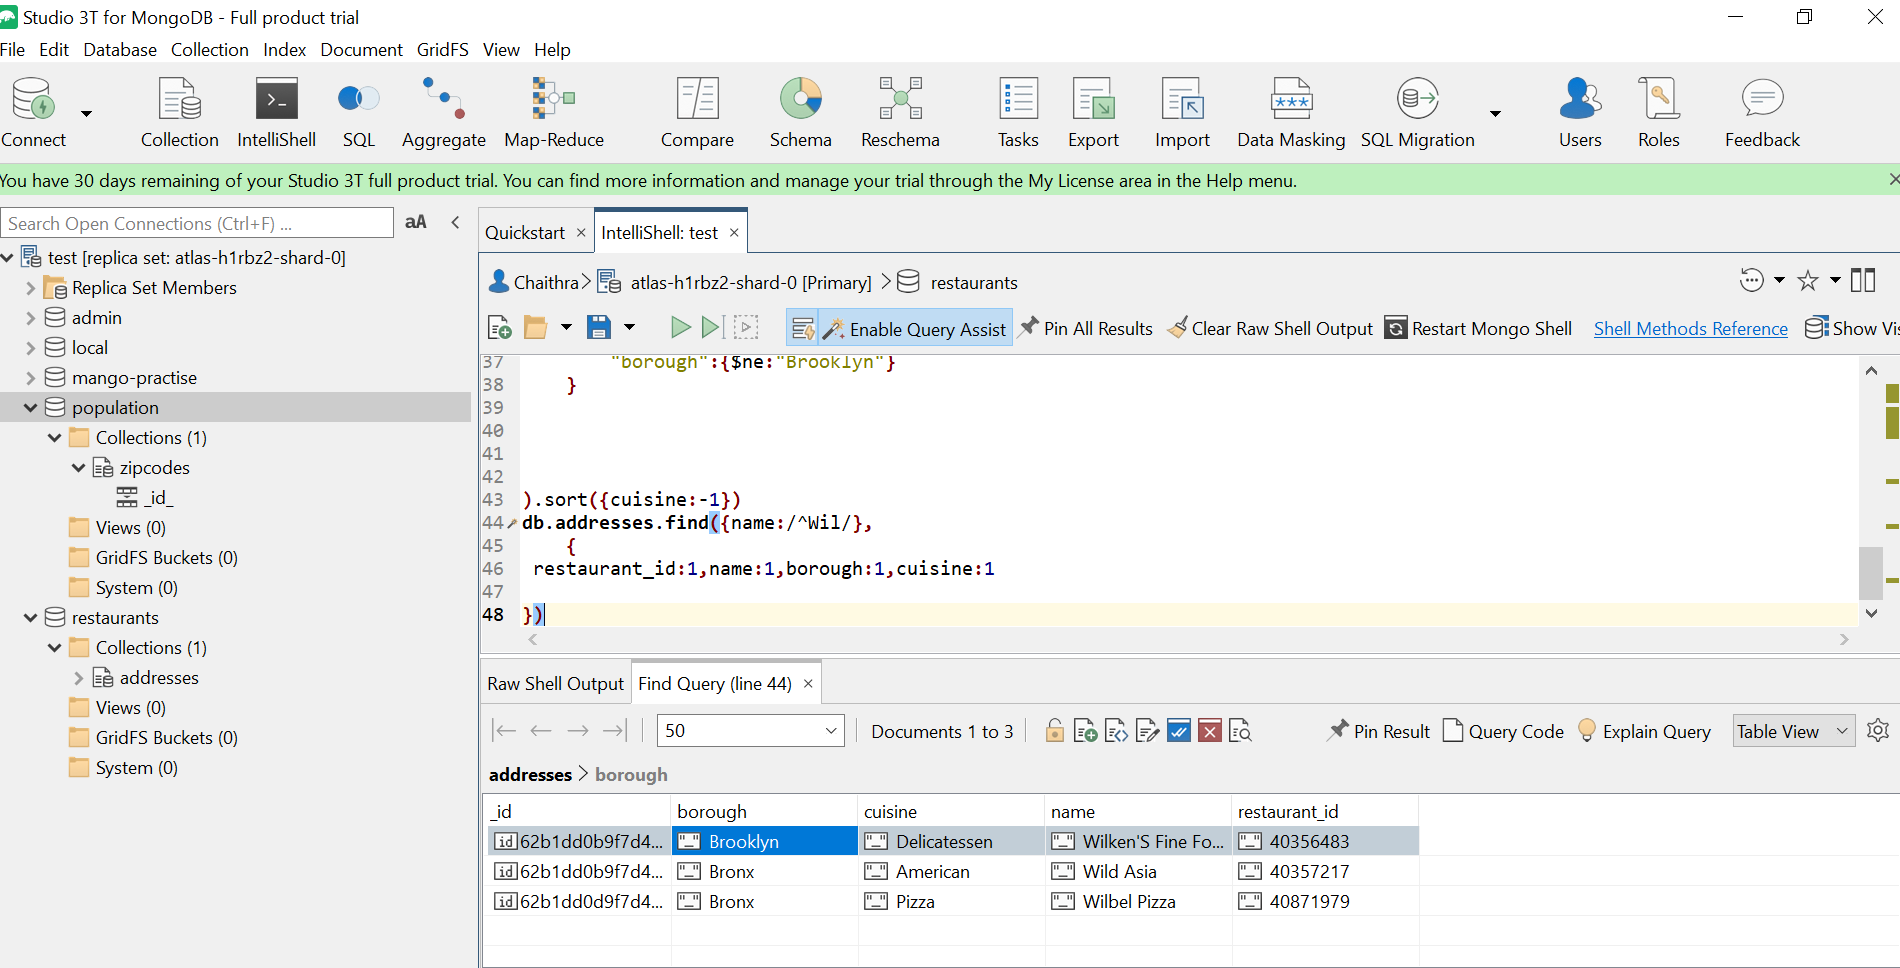 Studio 3T for MongoDB - Full product trial
File Edit Database Collection Index Document GridFS View Help
Connect Collection IntelliShell SQL Aggregate Map-Reduce Compare Schema Reschema Tasks Export Import Data Masking SQL Migration Users Roles Feedback
You have 30 days remaining of your Studio 3T full product trial. You can find more information and manage your trial through the My License area in the Help menu.
Search Open Connections (Ctrl+F) ... aA
test [replica set: atlas-h1rbz2-shard-0]
Replica Set Members
admin
local
mango-practise
population
Collections (1)
zipcodes
_id_
Views (0)
GridFS Buckets (0)
System (0)
restaurants
Collections (1)
addresses
Views (0)
GridFS Buckets (0)
System (0)
Quickstart × IntelliShell: test ×
Chaithra > atlas-h1rbz2-shard-0 [Primary] > restaurants
Enable Query Assist Pin All Results Clear Raw Shell Output Restart Mongo Shell Shell Methods Reference Show Vis
37 "borough":{$ne:"Brooklyn"}
38 }
39
40
41
42
43 ).sort({cuisine:-1})
44 db.addresses.find({name:/^Wil/},
45 {
46 restaurant_id:1,name:1,borough:1,cuisine:1
47
48 })
Raw Shell Output Find Query (line 44) ×
50 Documents 1 to 3 Pin Result Query Code Explain Query Table View
addresses > borough
_id borough cuisine name restaurant_id
id 62b1dd0b9f7d4... "_" Brooklyn "_" Delicatessen "_" Wilken'S Fine Fo... "_" 40356483
id 62b1dd0b9f7d4... "_" Bronx "_" American "_" Wild Asia "_" 40357217
id 62b1dd0d9f7d4... "_" Bronx "_" Pizza "_" Wilbel Pizza "_" 40871979